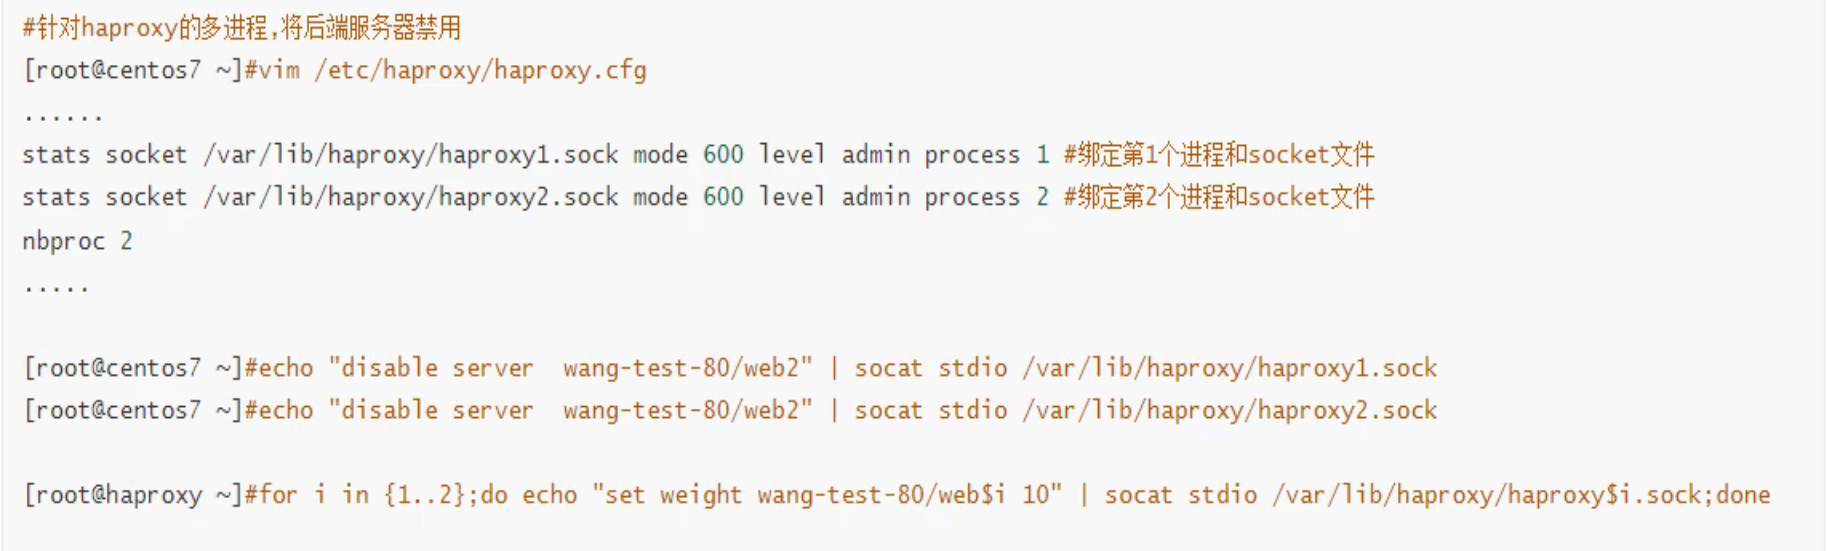 #针对haproxy的多进程,将后端服务器禁用
[root@centos7 ~]#vim /etc/haproxy/haproxy.cfg
......
stats socket /var/lib/haproxy/haproxy1.sock mode 600 level admin process 1 #绑定第1个进程和socket文件
stats socket /var/lib/haproxy/haproxy2.sock mode 600 level admin process 2 #绑定第2个进程和socket文件
nbproc 2
.....
[root@centos7 ~]#echo "disable server  wang-test-80/web2" | socat stdio /var/lib/haproxy/haproxy1.sock
[root@centos7 ~]#echo "disable server  wang-test-80/web2" | socat stdio /var/lib/haproxy/haproxy2.sock
[root@haproxy ~]#for i in {1..2};do echo "set weight wang-test-80/web$i 10" | socat stdio /var/lib/haproxy/haproxy$i.sock;done